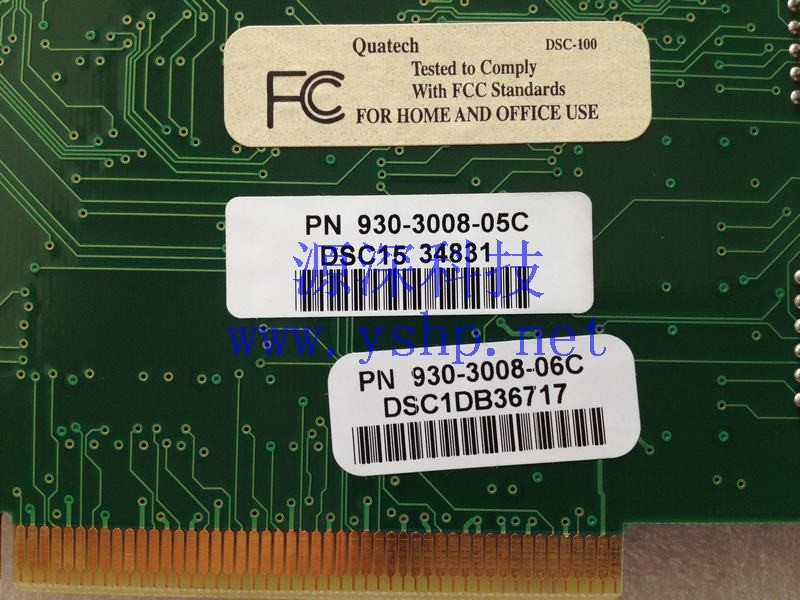 Quatech DSC-100
Tested to Comply
With FCC Standards
FOR HOME AND OFFICE USE
FC
PN 930-3008-05C
DSC15 34831
源深科技
www.yshp.net
PN 930-3008-06C
DSC1DB36717